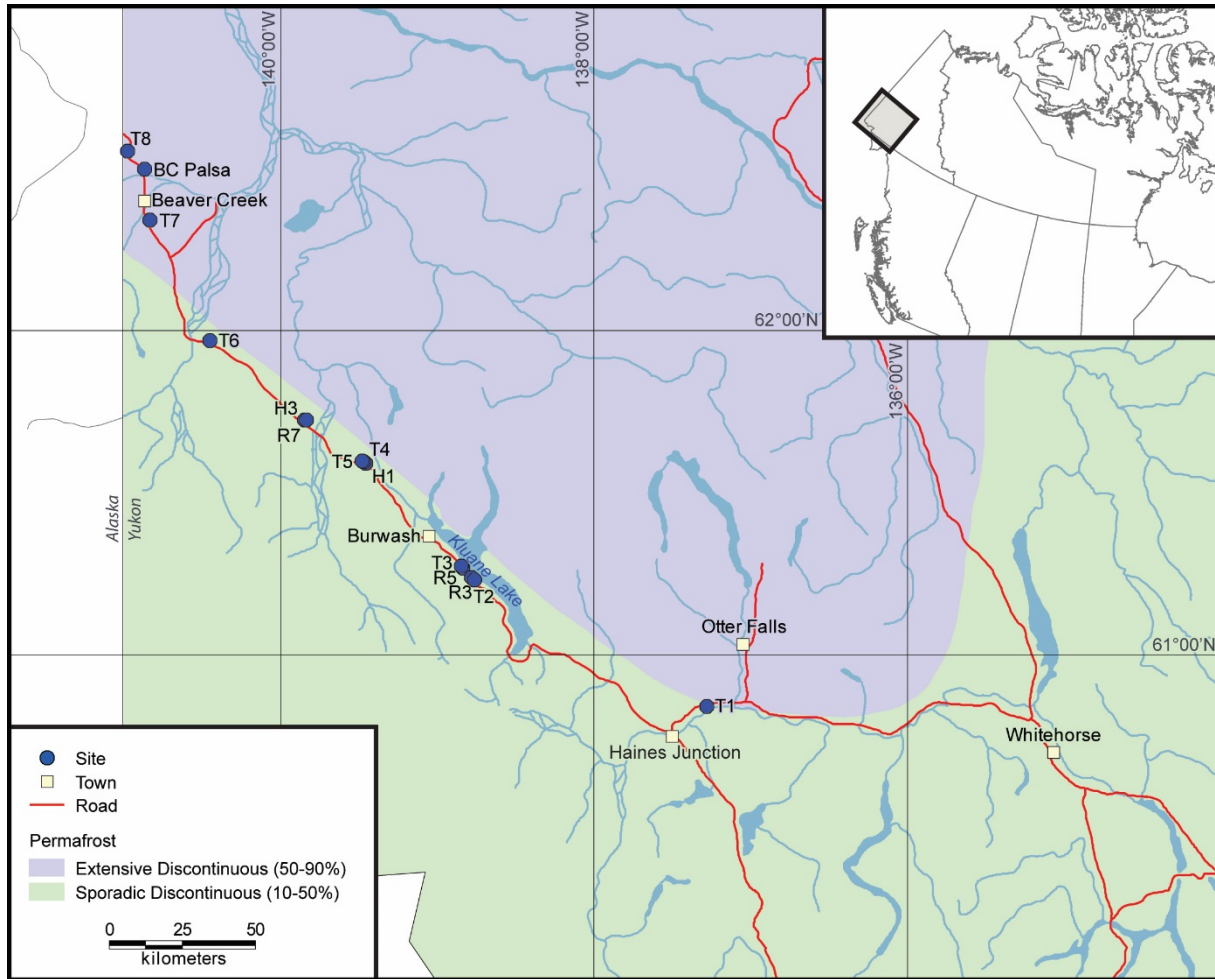 140°00'W
138°00'W
T8
BC Palsa
Beaver Creek
T7
62°00'N
T6
136°00'W
H3
R7
T4
T5
H1
Alaska
Yukon
Burwash
Kluane Lake
T3
R5
R3
T2
Otter Falls
61°00'N
T1
Haines Junction
Whitehorse
Site
Town
Road
Permafrost
Extensive Discontinuous (50-90%)
Sporadic Discontinuous (10-50%)
0 25 50
kilometers